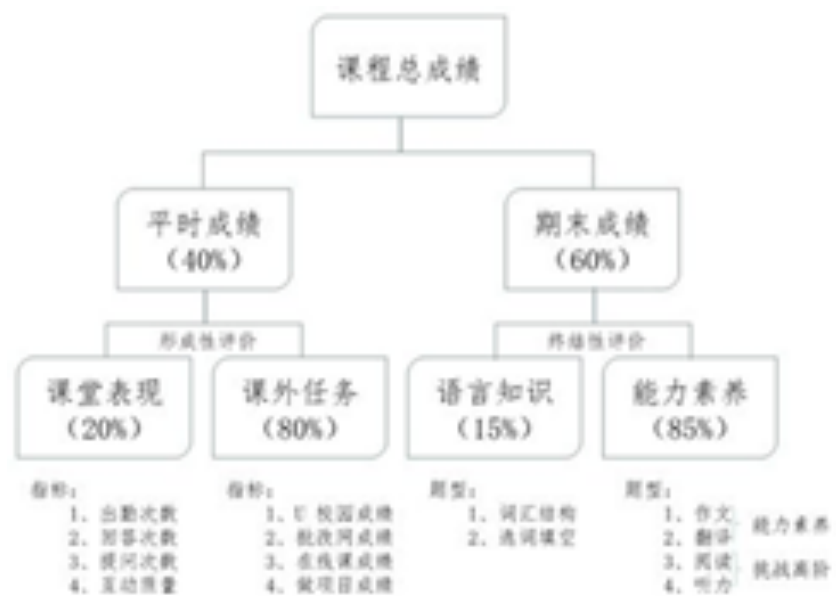 课程总成绩
平时成绩
（40%）
期末成绩
（60%）
形成性评价
终结性评价
课堂表现
（20%）
课外任务
（80%）
语言知识
（15%）
能力素养
（85%）
指标：
1、出勤次数
2、回答次数
3、提问次数
4、互动质量
指标：
1、U 校园成绩
2、批改网成绩
3、在线课成绩
4、做项目成绩
题型：
1、词汇结构
2、选词填空
题型：
1、作文
2、翻译
3、阅读
4、听力
能力素养
挑战高阶